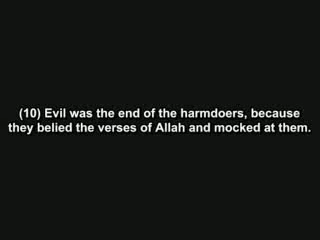 (10) Evil was the end of the harmdoers, because
they belied the verses of Allah and mocked at them.